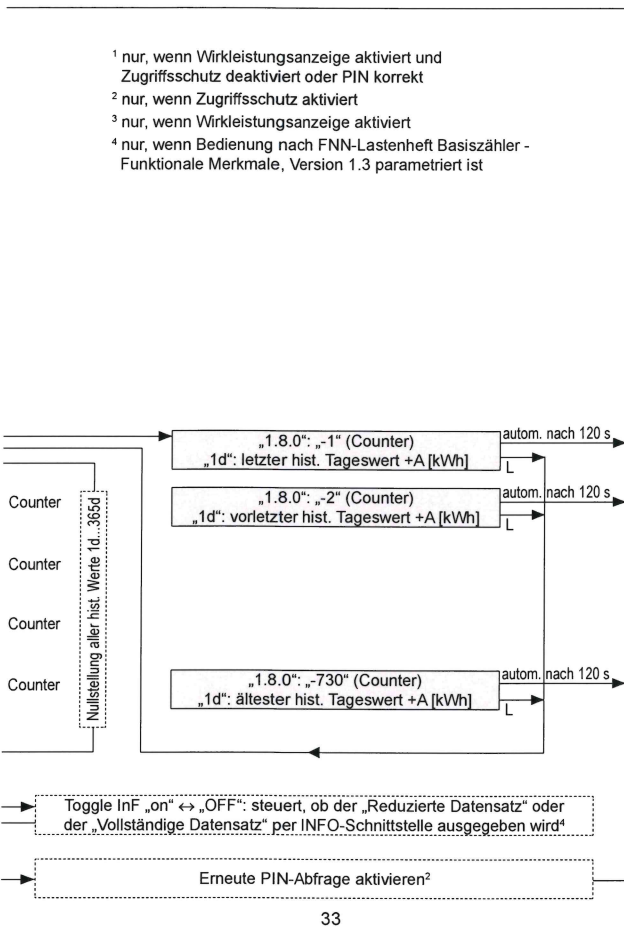 ¹ nur, wenn Wirkleistungsanzeige aktiviert und
Zugriffsschutz deaktiviert oder PIN korrekt
² nur, wenn Zugriffsschutz aktiviert
³ nur, wenn Wirkleistungsanzeige aktiviert
⁴ nur, wenn Bedienung nach FNN-Lastenheft Basiszähler -
Funktionale Merkmale, Version 1.3 parametriert ist
„1.8.0“: „-1“ (Counter)
„1d“: letzter hist. Tageswert +A [kWh]
autom. nach 120 s
L
Counter
„1.8.0“: „-2“ (Counter)
„1d“: vorletzter hist. Tageswert +A [kWh]
autom. nach 120 s
L
Counter
Counter
Counter
Nullstellung aller hist. Werte 1d...365d
„1.8.0“: „-730“ (Counter)
„1d“: ältester hist. Tageswert +A [kWh]
autom. nach 120 s
L
Toggle InF „on“ ↔ „OFF“: steuert, ob der „Reduzierte Datensatz“ oder
der „Vollständige Datensatz“ per INFO-Schnittstelle ausgegeben wird⁴
Erneute PIN-Abfrage aktivieren²
33